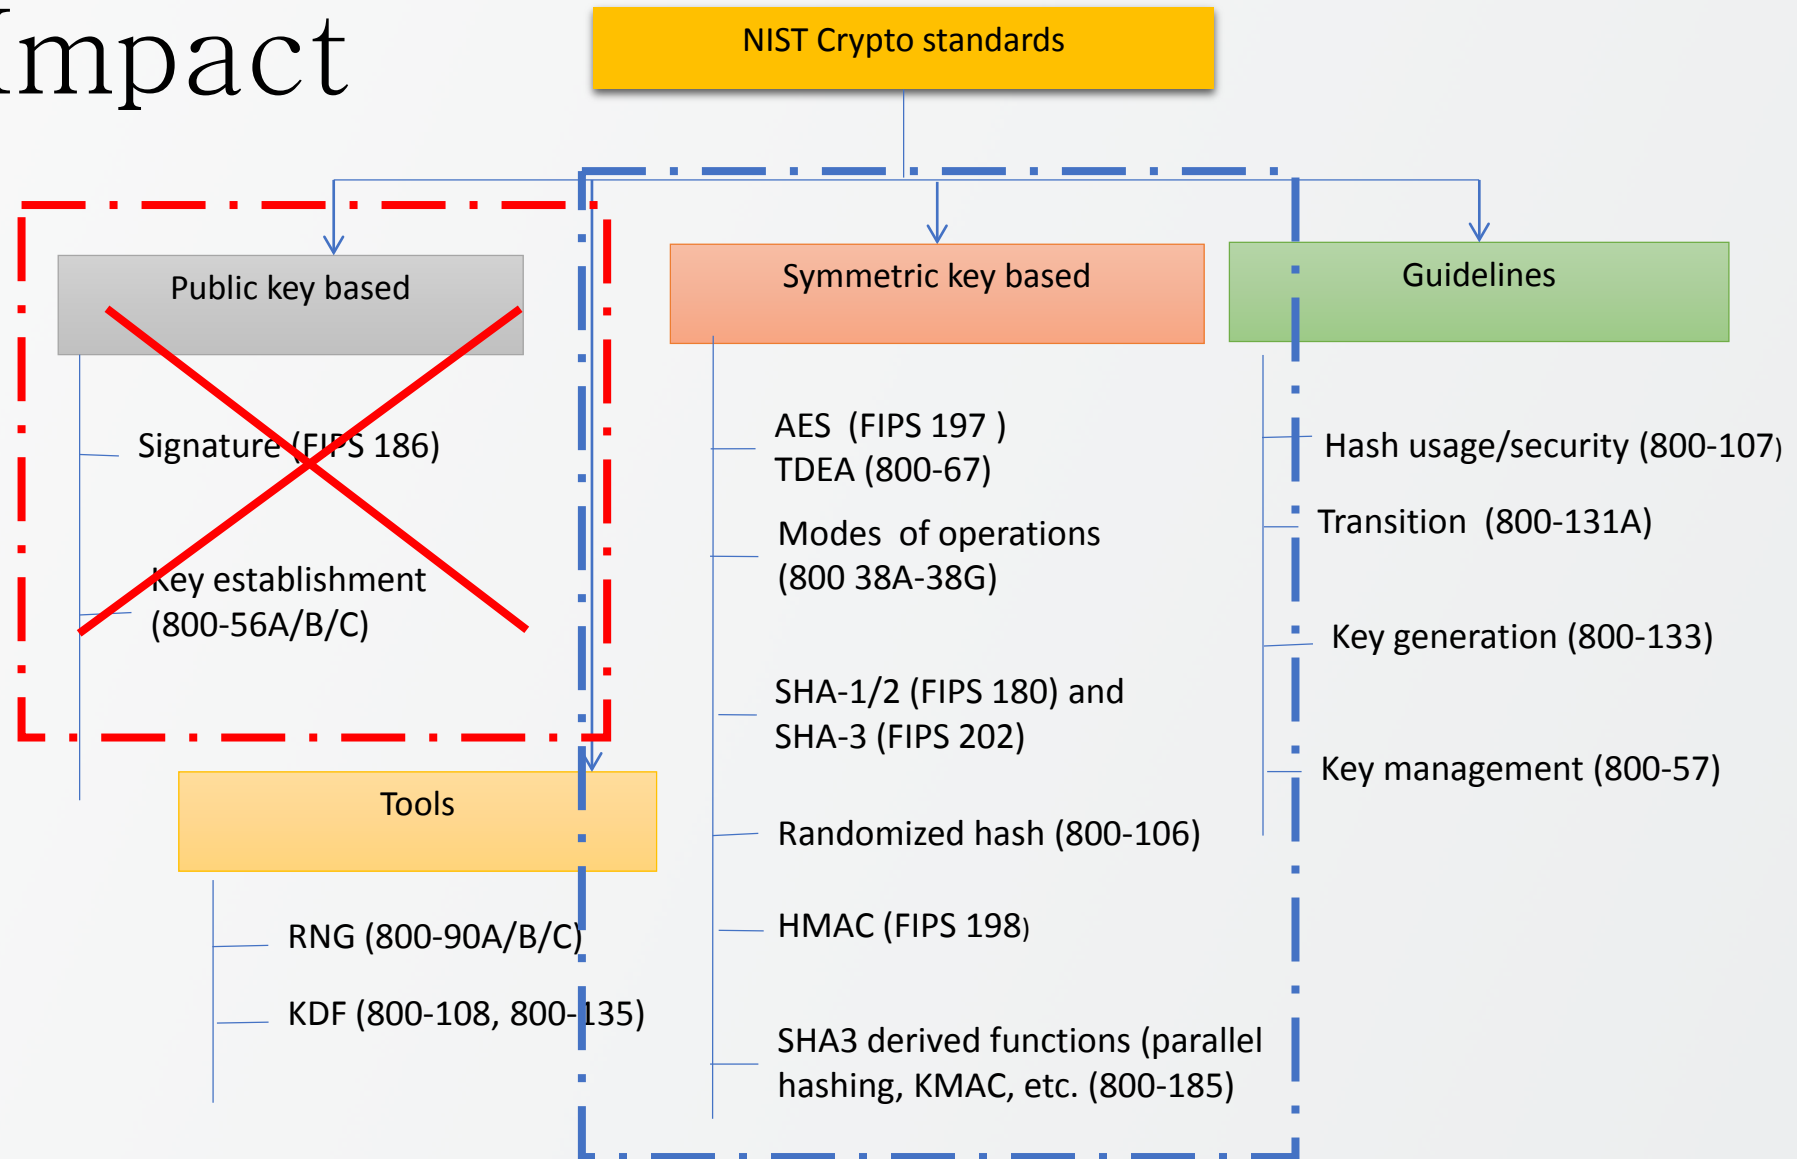 Impact
NIST Crypto standards
Public key based
Signature (FIPS 186)
Key establishment
(800-56A/B/C)
Tools
RNG (800-90A/B/C)
KDF (800-108, 800-135)
Symmetric key based
AES  (FIPS 197 )
TDEA (800-67)
Modes  of operations
(800 38A-38G)
SHA-1/2 (FIPS 180) and
SHA-3 (FIPS 202)
Randomized hash (800-106)
HMAC (FIPS 198)
SHA3 derived functions (parallel
hashing, KMAC, etc. (800-185)
Guidelines
Hash usage/security (800-107)
Transition  (800-131A)
Key generation (800-133)
Key management (800-57)